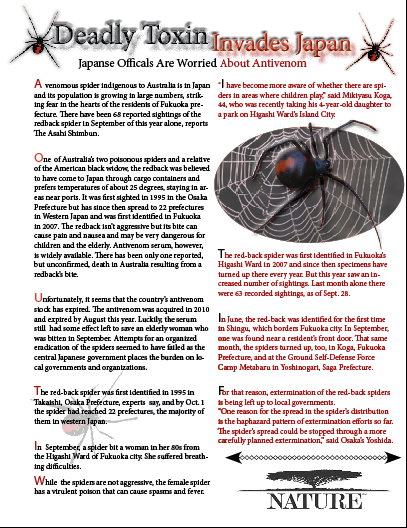 Deadly Toxin Invades Japan
Japanse Officals Are Worried About Antivenom
A venomous spider indigenous to Australia is in Japan
and its population is growing in large numbers, strik-
ing fear in the hearts of the residents of Fukuoka pre-
fecture. There have been 68 reported sightings of the
redback spider in September of this year alone, reports
The Asahi Shimbun.
One of Australia's two poisonous spiders and a relative
of the American black widow, the redback was believed
to have come to Japan through cargo containers and
prefers temperatures of about 25 degrees, staying in ar-
eas near ports. It was first sighted in 1995 in the Osaka
Prefecture but has since then spread to 22 prefectures
in Western Japan and was first identified in Fukuoka
in 2007. The redback isn't aggressive but its bite can
cause pain and nausea and may be very dangerous for
children and the elderly. Antivenom serum, however,
is widely available. There has been only one reported,
but unconfirmed, death in Australia resulting from a
redback's bite.
Unfortunately, it seems that the country's antivenom
stock has expired. The antivenom was acquired in 2010
and expired by August this year. Luckily, the serum
still had some effect left to save an elderly woman who
was bitten in September. Attempts for an organized
eradication of the spiders seemed to have failed as the
central Japanese government places the burden on lo-
cal governments and organizations.
The red-back spider was first identified in 1995 in
Takaishi, Osaka Prefecture, experts say, and by Oct. 1
the spider had reached 22 prefectures, the majority of
them in western Japan.
In September, a spider bit a woman in her 80s from
the Higashi Ward of Fukuoka city. She suffered breath-
ing difficulties.
While the spiders are not aggressive, the female spider
has a virulent poison that can cause spasms and fever.
"I have become more aware of whether there are spi-
ders in areas where children play," said Mikiyasu Koga,
44, who was recently taking his 4-year-old daughter to
a park on Higashi Ward's Island City.
The red-back spider was first identified in Fukuoka's
Higashi Ward in 2007 and since then specimens have
turned up there every year. But this year saw an in-
creased number of sightings. Last month alone there
were 63 recorded sightings, as of Sept. 28.
In June, the red-back was identified for the first time
in Shingu, which borders Fukuoka city. In September,
one was found near a resident's front door. That same
month, the spiders turned up, too, in Koga, Fukuoka
Prefecture, and at the Ground Self-Defense Force
Camp Metabaru in Yoshinogari, Saga Prefecture.
For that reason, extermination of the red-back spiders
is being left up to local governments.
"One reason for the spread in the spider's distribution
is the haphazard pattern of extermination efforts so far.
The spider's spread could be stopped through a more
carefully planned extermination," said Osaka's Yoshida.
NATURE